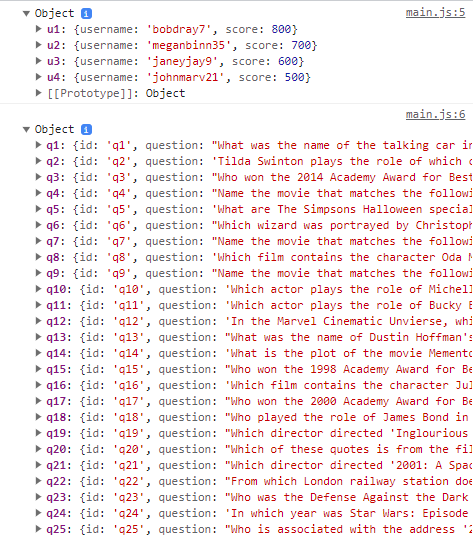 Object i main.js:5
u1: {username: 'bobdray7', score: 800}
u2: {username: 'meganbinn35', score: 700}
u3: {username: 'janeyjay9', score: 600}
u4: {username: 'johnmarv21', score: 500}
[[Prototype]]: Object
main.js:6
Object i
q1: {id: 'q1', question: "What was the name of the talking car in
q2: {id: 'q2', question: 'Tilda Swinton plays the role of which c
q3: {id: 'q3', question: "Who won the 2014 Academy Award for Best
q4: {id: 'q4', question: "Name the movie that matches the followi
q5: {id: 'q5', question: "What are The Simpsons Halloween special
q6: {id: 'q6', question: "Which wizard was portrayed by Christoph
q7: {id: 'q7', question: "Name the movie that matches the followi
q8: {id: 'q8', question: 'Which film contains the character Oda M
q9: {id: 'q9', question: "Name the movie that matches the followi
q10: {id: 'q10', question: 'Which actor plays the role of Michell
q11: {id: 'q11', question: 'Which actor plays the role of Bucky B
q12: {id: 'q12', question: 'In the Marvel Cinematic Unvierse, whi
q13: {id: 'q13', question: "What was the name of Dustin Hoffman's
q14: {id: 'q14', question: 'What is the plot of the movie Memento
q15: {id: 'q15', question: 'Who won the 1998 Academy Award for Be
q16: {id: 'q16', question: 'Which film contains the character Jul
q17: {id: 'q17', question: 'Who won the 2000 Academy Award for Be
q18: {id: 'q18', question: 'Who played the role of James Bond in
q19: {id: 'q19', question: "Which director directed 'Inglourious
q20: {id: 'q20', question: "Which of these quotes is from the fil
q21: {id: 'q21', question: "Which director directed '2001: A Spac
q22: {id: 'q22', question: "From which London railway station doe
q23: {id: 'q23', question: "Who was the Defense Against the Dark
q24: {id: 'q24', question: 'In which year was Star Wars: Episode
q25: {id: 'q25', question: "Who is associated with the address '2